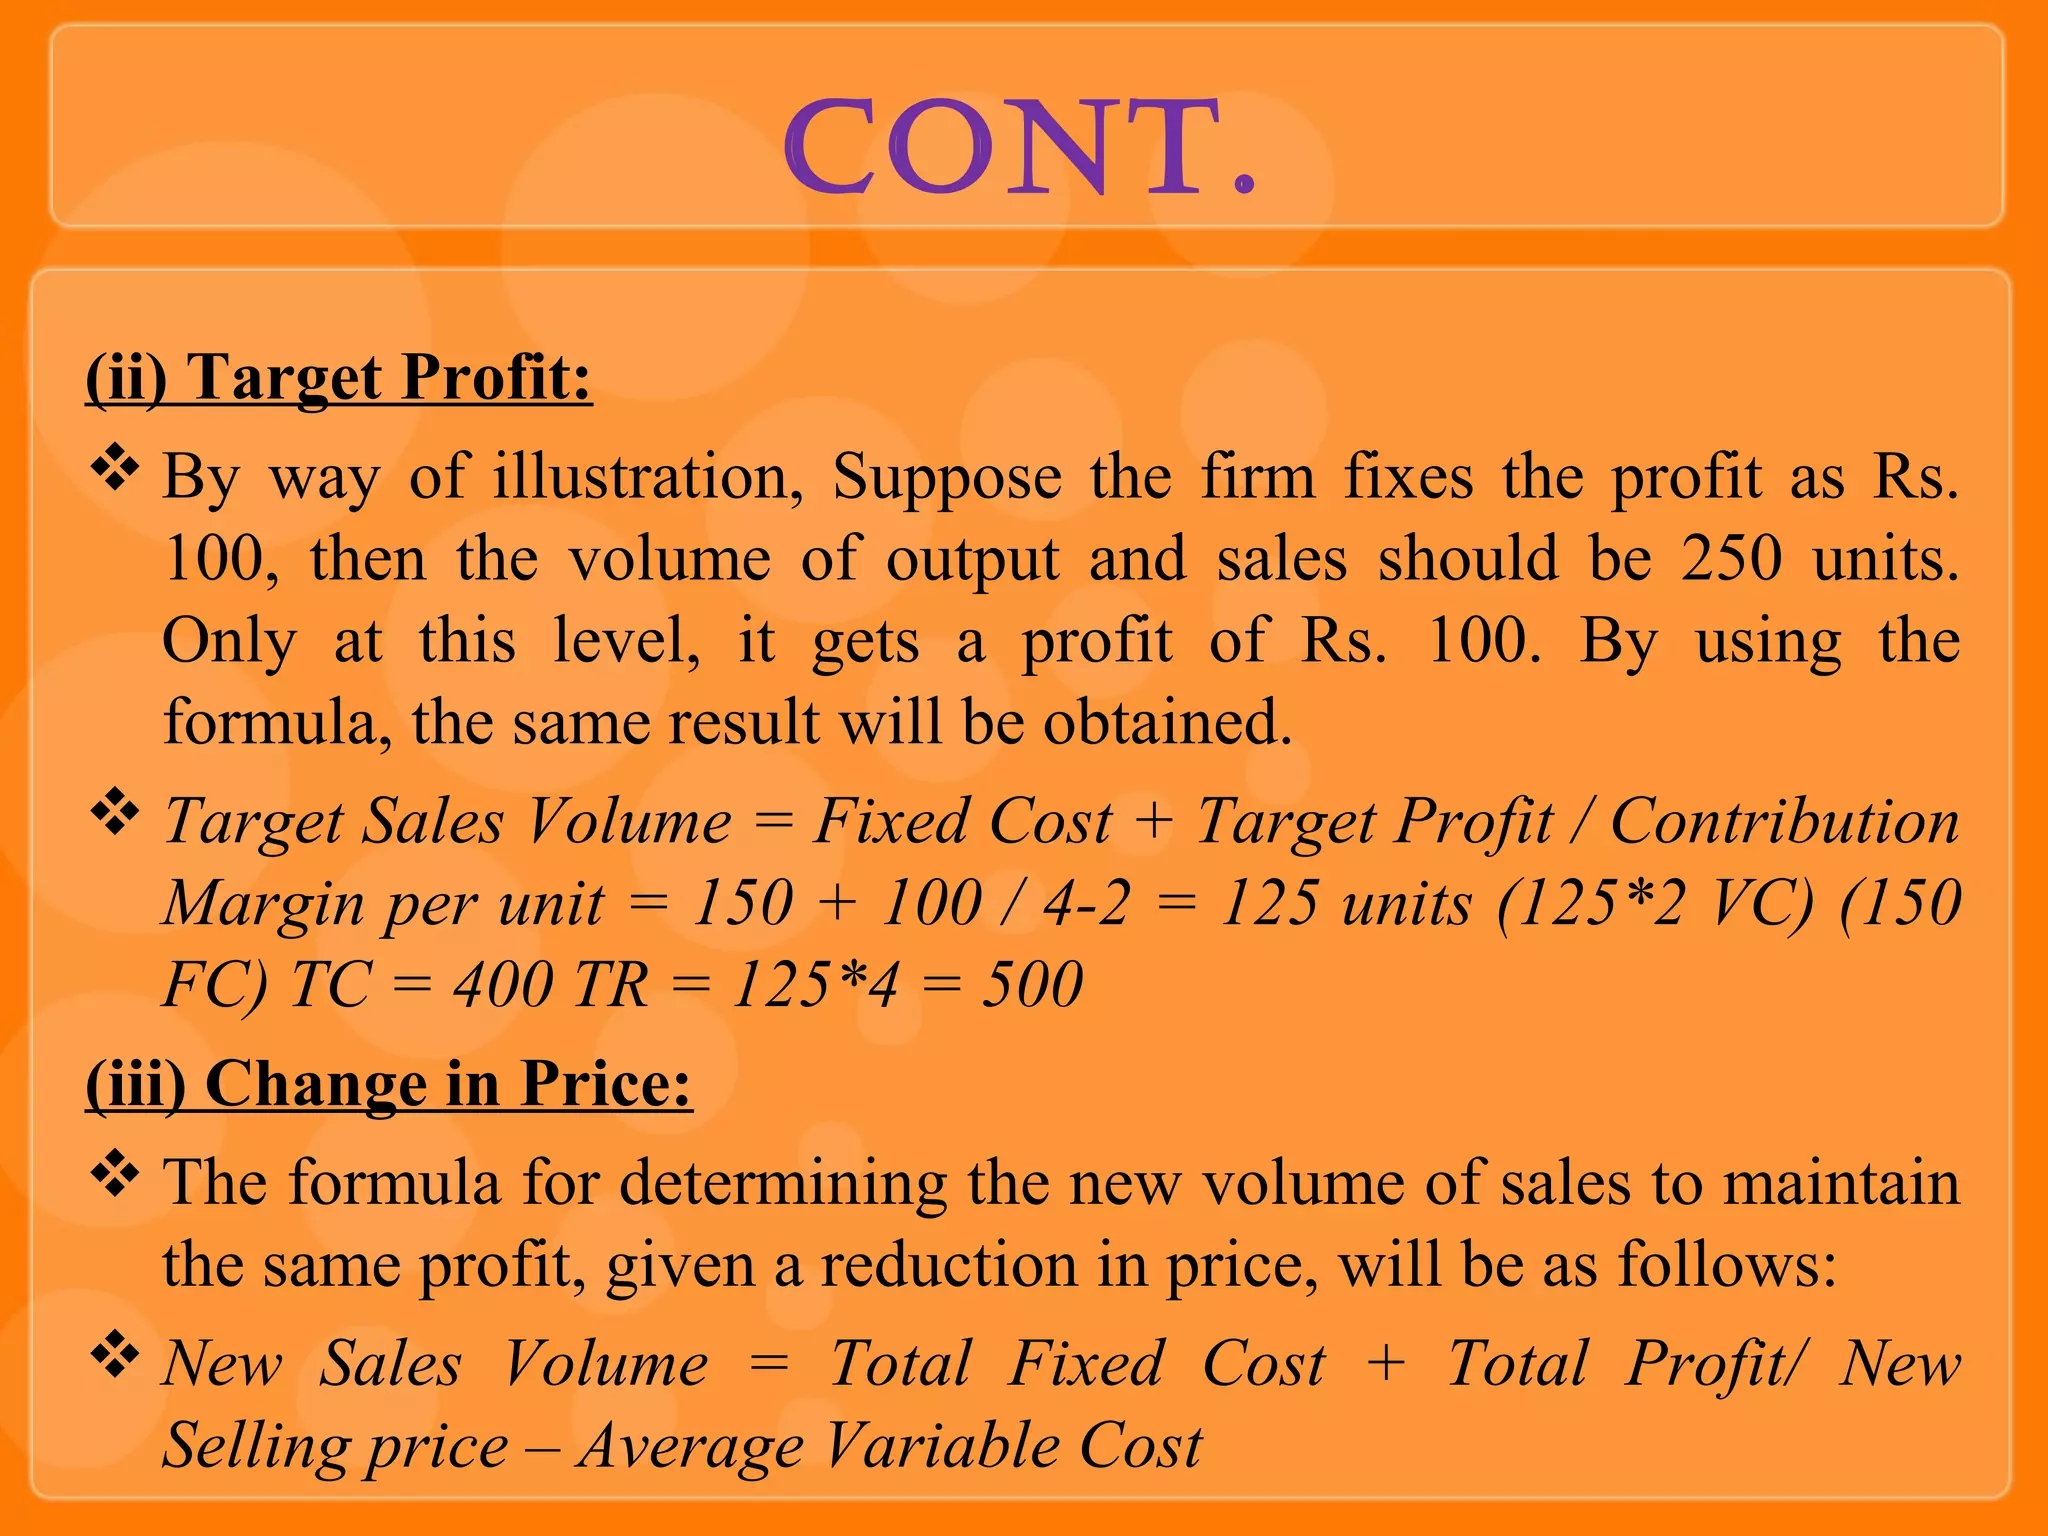 CONT.
(ii) Target Profit:
❖ By way of illustration, Suppose the firm fixes the profit as Rs.
100, then the volume of output and sales should be 250 units.
Only at this level, it gets a profit of Rs. 100. By using the
formula, the same result will be obtained.
❖ Target Sales Volume = Fixed Cost + Target Profit / Contribution
Margin per unit = 150 + 100 / 4-2 = 125 units (125*2 VC) (150
FC) TC = 400 TR = 125*4 = 500
(iii) Change in Price:
❖ The formula for determining the new volume of sales to maintain
the same profit, given a reduction in price, will be as follows:
❖ New Sales Volume = Total Fixed Cost + Total Profit/ New
Selling price – Average Variable Cost